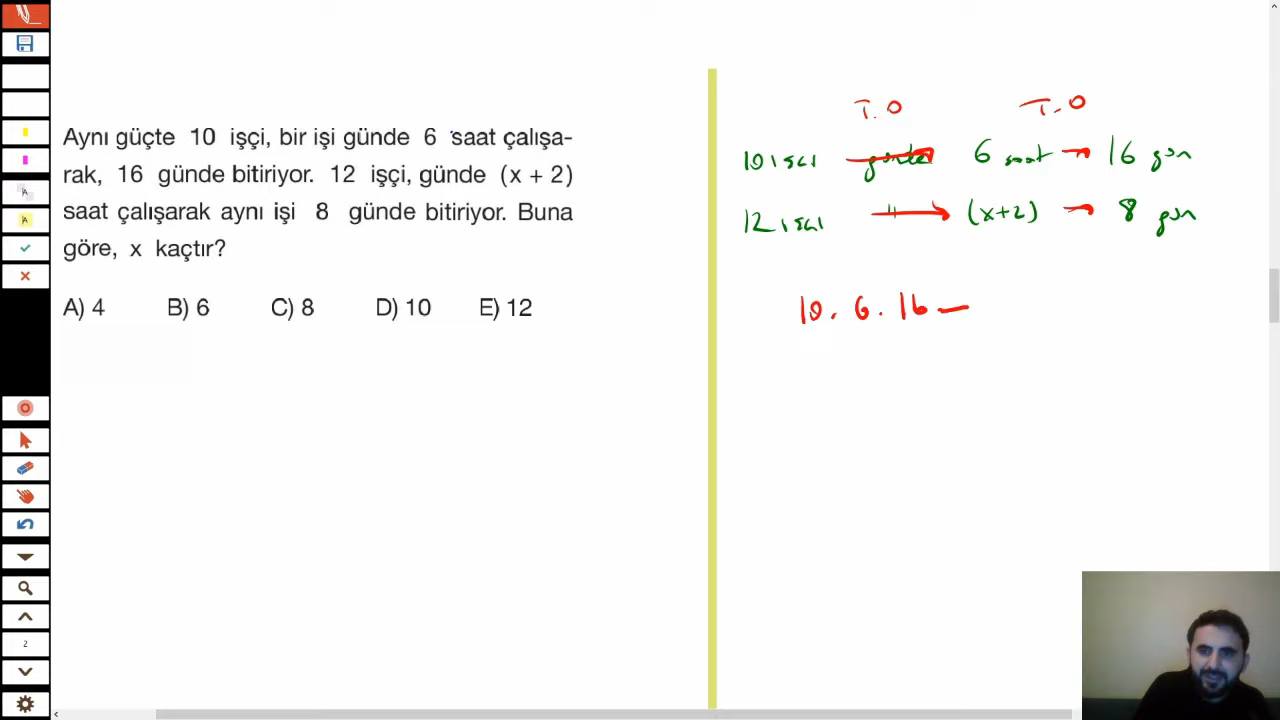 Aynı güçte 10 işçi, bir işi günde 6 saat çalışa-
rak, 16 günde bitiriyor. 12 işçi, günde (x + 2)
saat çalışarak aynı işi 8 günde bitiriyor. Buna
göre, x kaçtır?
A) 4 B) 6 C) 8 D) 10 E) 12
T.O T.O
10 işçi günde 6 saat → 16 gün
12 işçi " (x+2) → 8 gün
10. 6. 16 –
2